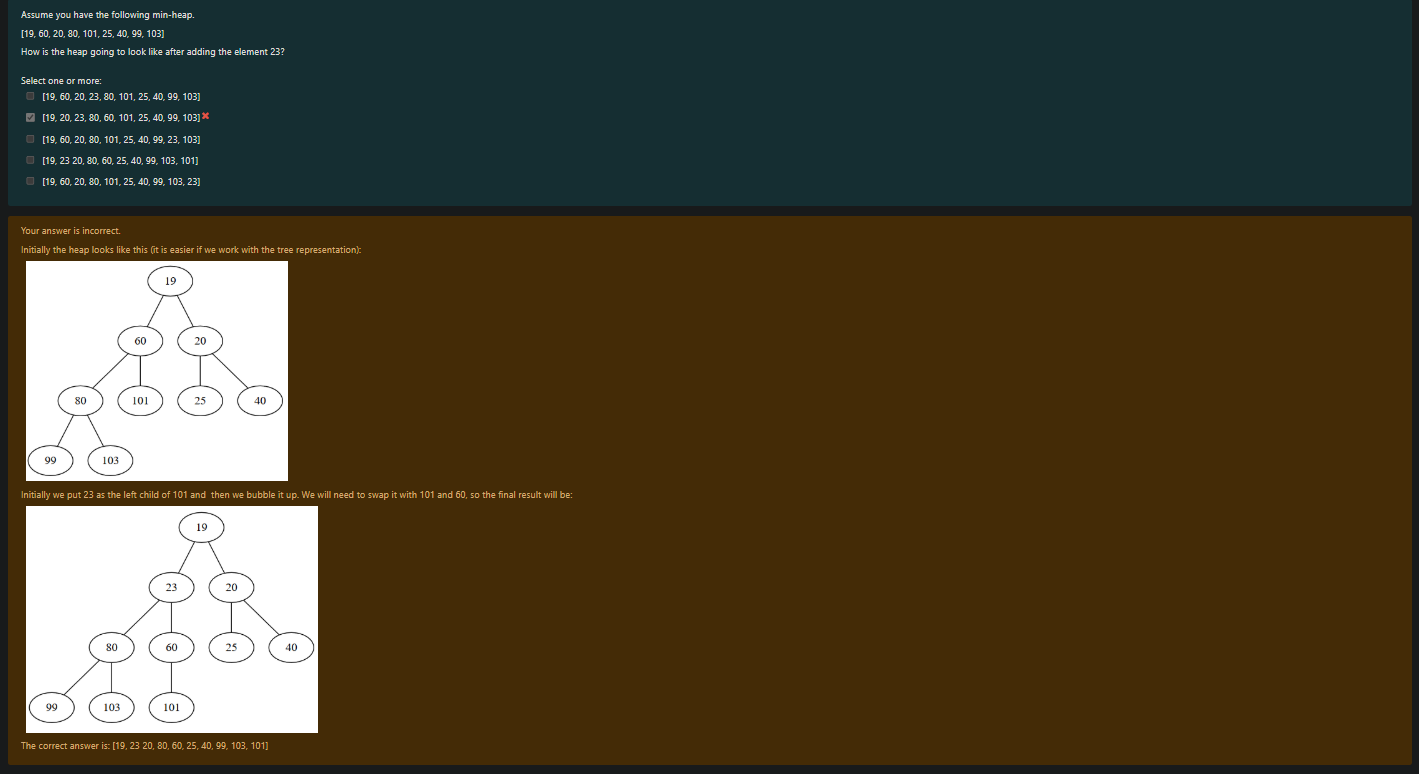 Assume you have the following min-heap.
[19, 60, 20, 80, 101, 25, 40, 99, 103]
How is the heap going to look like after adding the element 23?
Select one or more:
[19, 60, 20, 23, 80, 101, 25, 40, 99, 103]
[19, 20, 23, 80, 60, 101, 25, 40, 99, 103]
[19, 60, 20, 80, 101, 25, 40, 99, 23, 103]
[19, 23 20, 80, 60, 25, 40, 99, 103, 101]
[19, 60, 20, 80, 101, 25, 40, 99, 103, 23]
Your answer is incorrect.
Initially the heap looks like this (it is easier if we work with the tree representation):
19
60 20
80 101 25 40
99 103
Initially we put 23 as the left child of 101 and then we bubble it up. We will need to swap it with 101 and 60, so the final result will be:
19
23 20
80 60 25 40
99 103 101
The correct answer is: [19, 23 20, 80, 60, 25, 40, 99, 103, 101]